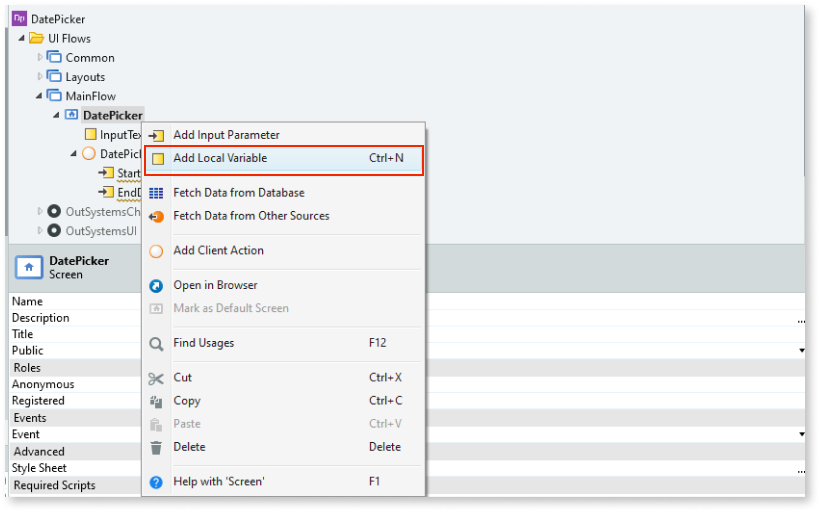 Dp DatePicker
UI Flows
Common
Layouts
MainFlow
DatePicker
InputTex
Add Input Parameter
Add Local Variable Ctrl+N
DatePic
Start
EndD
Fetch Data from Database
OutSystemsCh
Fetch Data from Other Sources
OutSystemsUI
Add Client Action
DatePicker
Screen
Open in Browser
Name
Mark as Default Screen
Description
...
Title
Find Usages F12
Public
Roles
Cut Ctrl+X
Anonymous
Registered
Copy Ctrl+C
Events
Paste Ctrl+V
Event
Delete Delete
Advanced
Style Sheet
...
Help with 'Screen' F1
Required Scripts